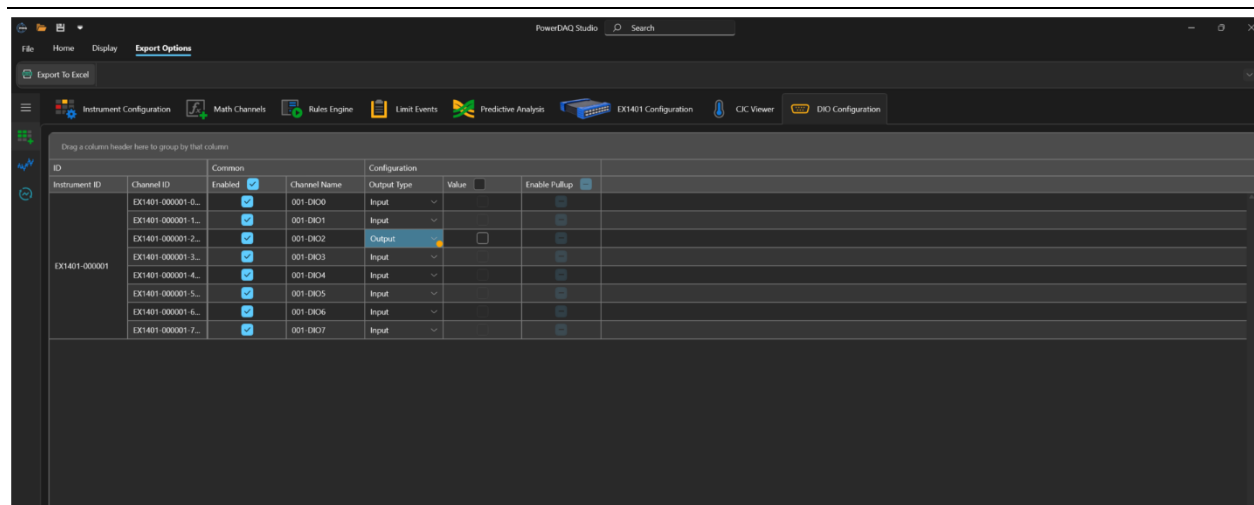 PowerDAQ Studio Search
File Home Display Export Options
Export To Excel
Instrument Configuration Math Channels Rules Engine Limit Events Predictive Analysis EX1401 Configuration CJC Viewer DIO Configuration
Drag a column header here to group by that column
ID Common Configuration
Instrument ID Channel ID Enabled Channel Name Output Type Value Enable Pullup
EX1401-000001-0... 001-DIO0 Input
EX1401-000001-1... 001-DIO1 Input
EX1401-000001-2... 001-DIO2 Output
EX1401-000001
EX1401-000001-3... 001-DIO3 Input
EX1401-000001-4... 001-DIO4 Input
EX1401-000001-5... 001-DIO5 Input
EX1401-000001-6... 001-DIO6 Input
EX1401-000001-7... 001-DIO7 Input